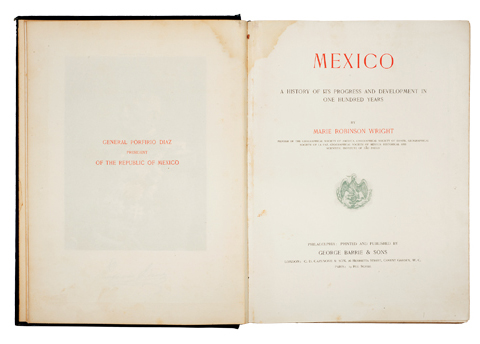 GENERAL PORFIRIO DIAZ
PRESIDENT
OF THE REPUBLIC OF MEXICO
MEXICO
A HISTORY OF ITS PROGRESS AND DEVELOPMENT IN
ONE HUNDRED YEARS
BY
MARIE ROBINSON WRIGHT
PHILADELPHIA: PRINTED AND PUBLISHED BY
GEORGE BARRIE & SONS